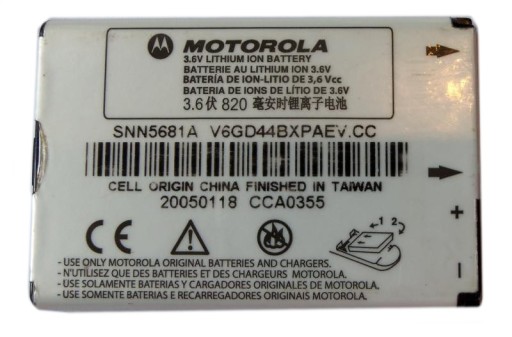 MOTOROLA
3.6V LITHIUM ION BATTERY
BATTERIE AU LITHIUM ION 3.6V
BATERÍA DE ION-LITIO DE 3,6 Vcc
BATERIA DE IONS DE LÍTIO DE 3.6V
3.6 伏 820 毫安时锂离子电池
SNN5681A V6GD44BXPAEV.CC
CELL ORIGIN CHINA FINISHED IN TAIWAN
20050118 CCA0355
CE
1 2
+
- USE ONLY MOTOROLA ORIGINAL BATTERIES AND CHARGERS.
- N'UTILISEZ QUE DES BATTERIES ET DES CHARGEURS MOTOROLA.
- USE SOLAMENTE BATERIAS Y CARGADORES ORIGINALES DE MOTOROLA.
- USE SOMENTE BATERIAS E RECARREGADORES ORIGINAIS MOTOROLA.